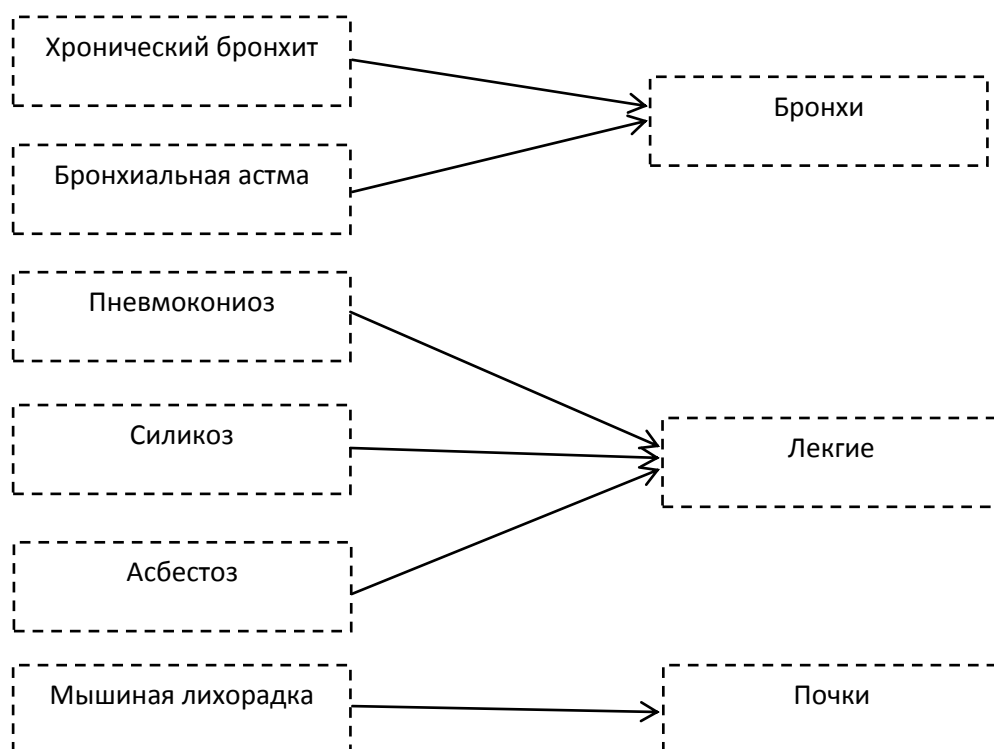 Хронический бронхит
Бронхи
Бронхиальная астма
Пневмокониоз
Силикоз
Лекгие
Асбестоз
Мышиная лихорадка
Почки